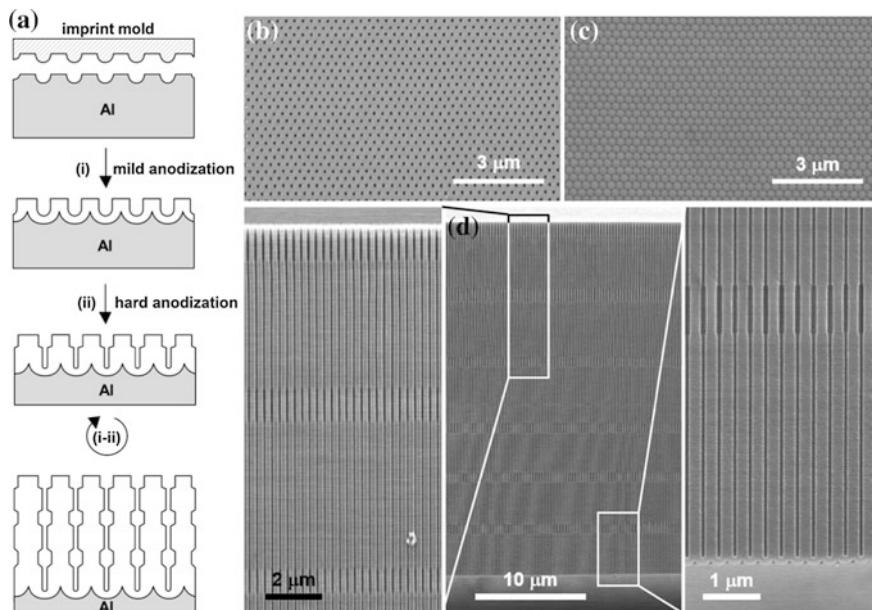 (a)
imprint mold
Al
(i) mild anodization
Al
(ii) hard anodization
Al
(i-ii)
Al
(b)
3 μm
(c)
3 μm
2 μm
(d)
10 μm
1 μm